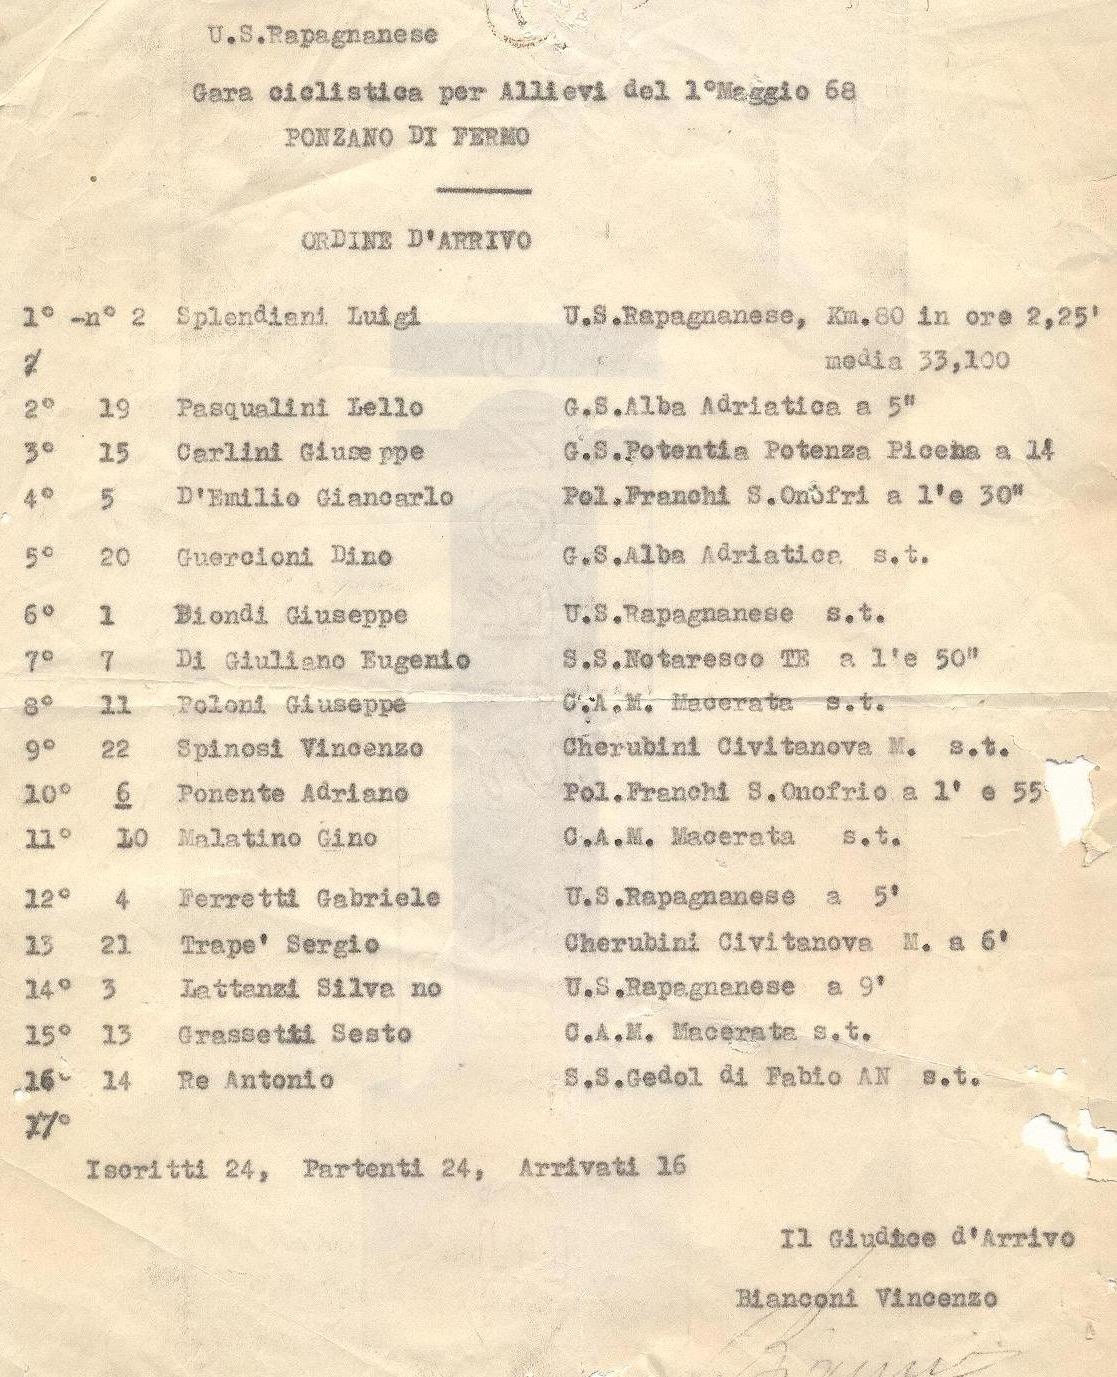 U.S.Rapagnanese
Gara ciclistica per Allievi del 1°Maggio 68
PONZANO DI FERMO
ORDINE D'ARRIVO
1° -n° 2 Splendiani Luigi U.S.Rapagnanese, Km.80 in ore 2,25'
media 33,100
2° 19 Pasqualini Lello G.S.Alba Adriatica a 5"
3° 15 Carlini Giuseppe G.S.Potentia Potenza Picena a 14
4° 5 D'Emilio Giancarlo Pol.Franchi S.Onofri a 1'e 30"
5° 20 Guercioni Dino G.S.Alba Adriatica s.t.
6° 1 Biondi Giuseppe U.S.Rapagnanese s.t.
7° 7 Di Giuliano Eugenio S.S.Notaresco TE a 1'e 50"
8° 11 Poloni Giuseppe C.A.M. Macerata s.t.
9° 22 Spinosi Vincenzo Cherubini Civitanova M. s.t.
10° 6 Ponente Adriano Pol.Franchi S.Onofrio a 1' e 55
11° 10 Malatino Gino C.A.M. Macerata s.t.
12° 4 Ferretti Gabriele U.S.Rapagnanese a 5'
13 21 Trape' Sergio Cherubini Civitanova M. a 6'
14° 3 Lattanzi Silva no U.S.Rapagnanese a 9'
15° 13 Grassetti Sesto C.A.M. Macerata s.t.
16° 14 Re Antonio S.S.Gedol di Fabio AN s.t.
17°
Iscritti 24, Partenti 24, Arrivati 16
Il Giudice d'Arrivo
Bianconi Vincenzo